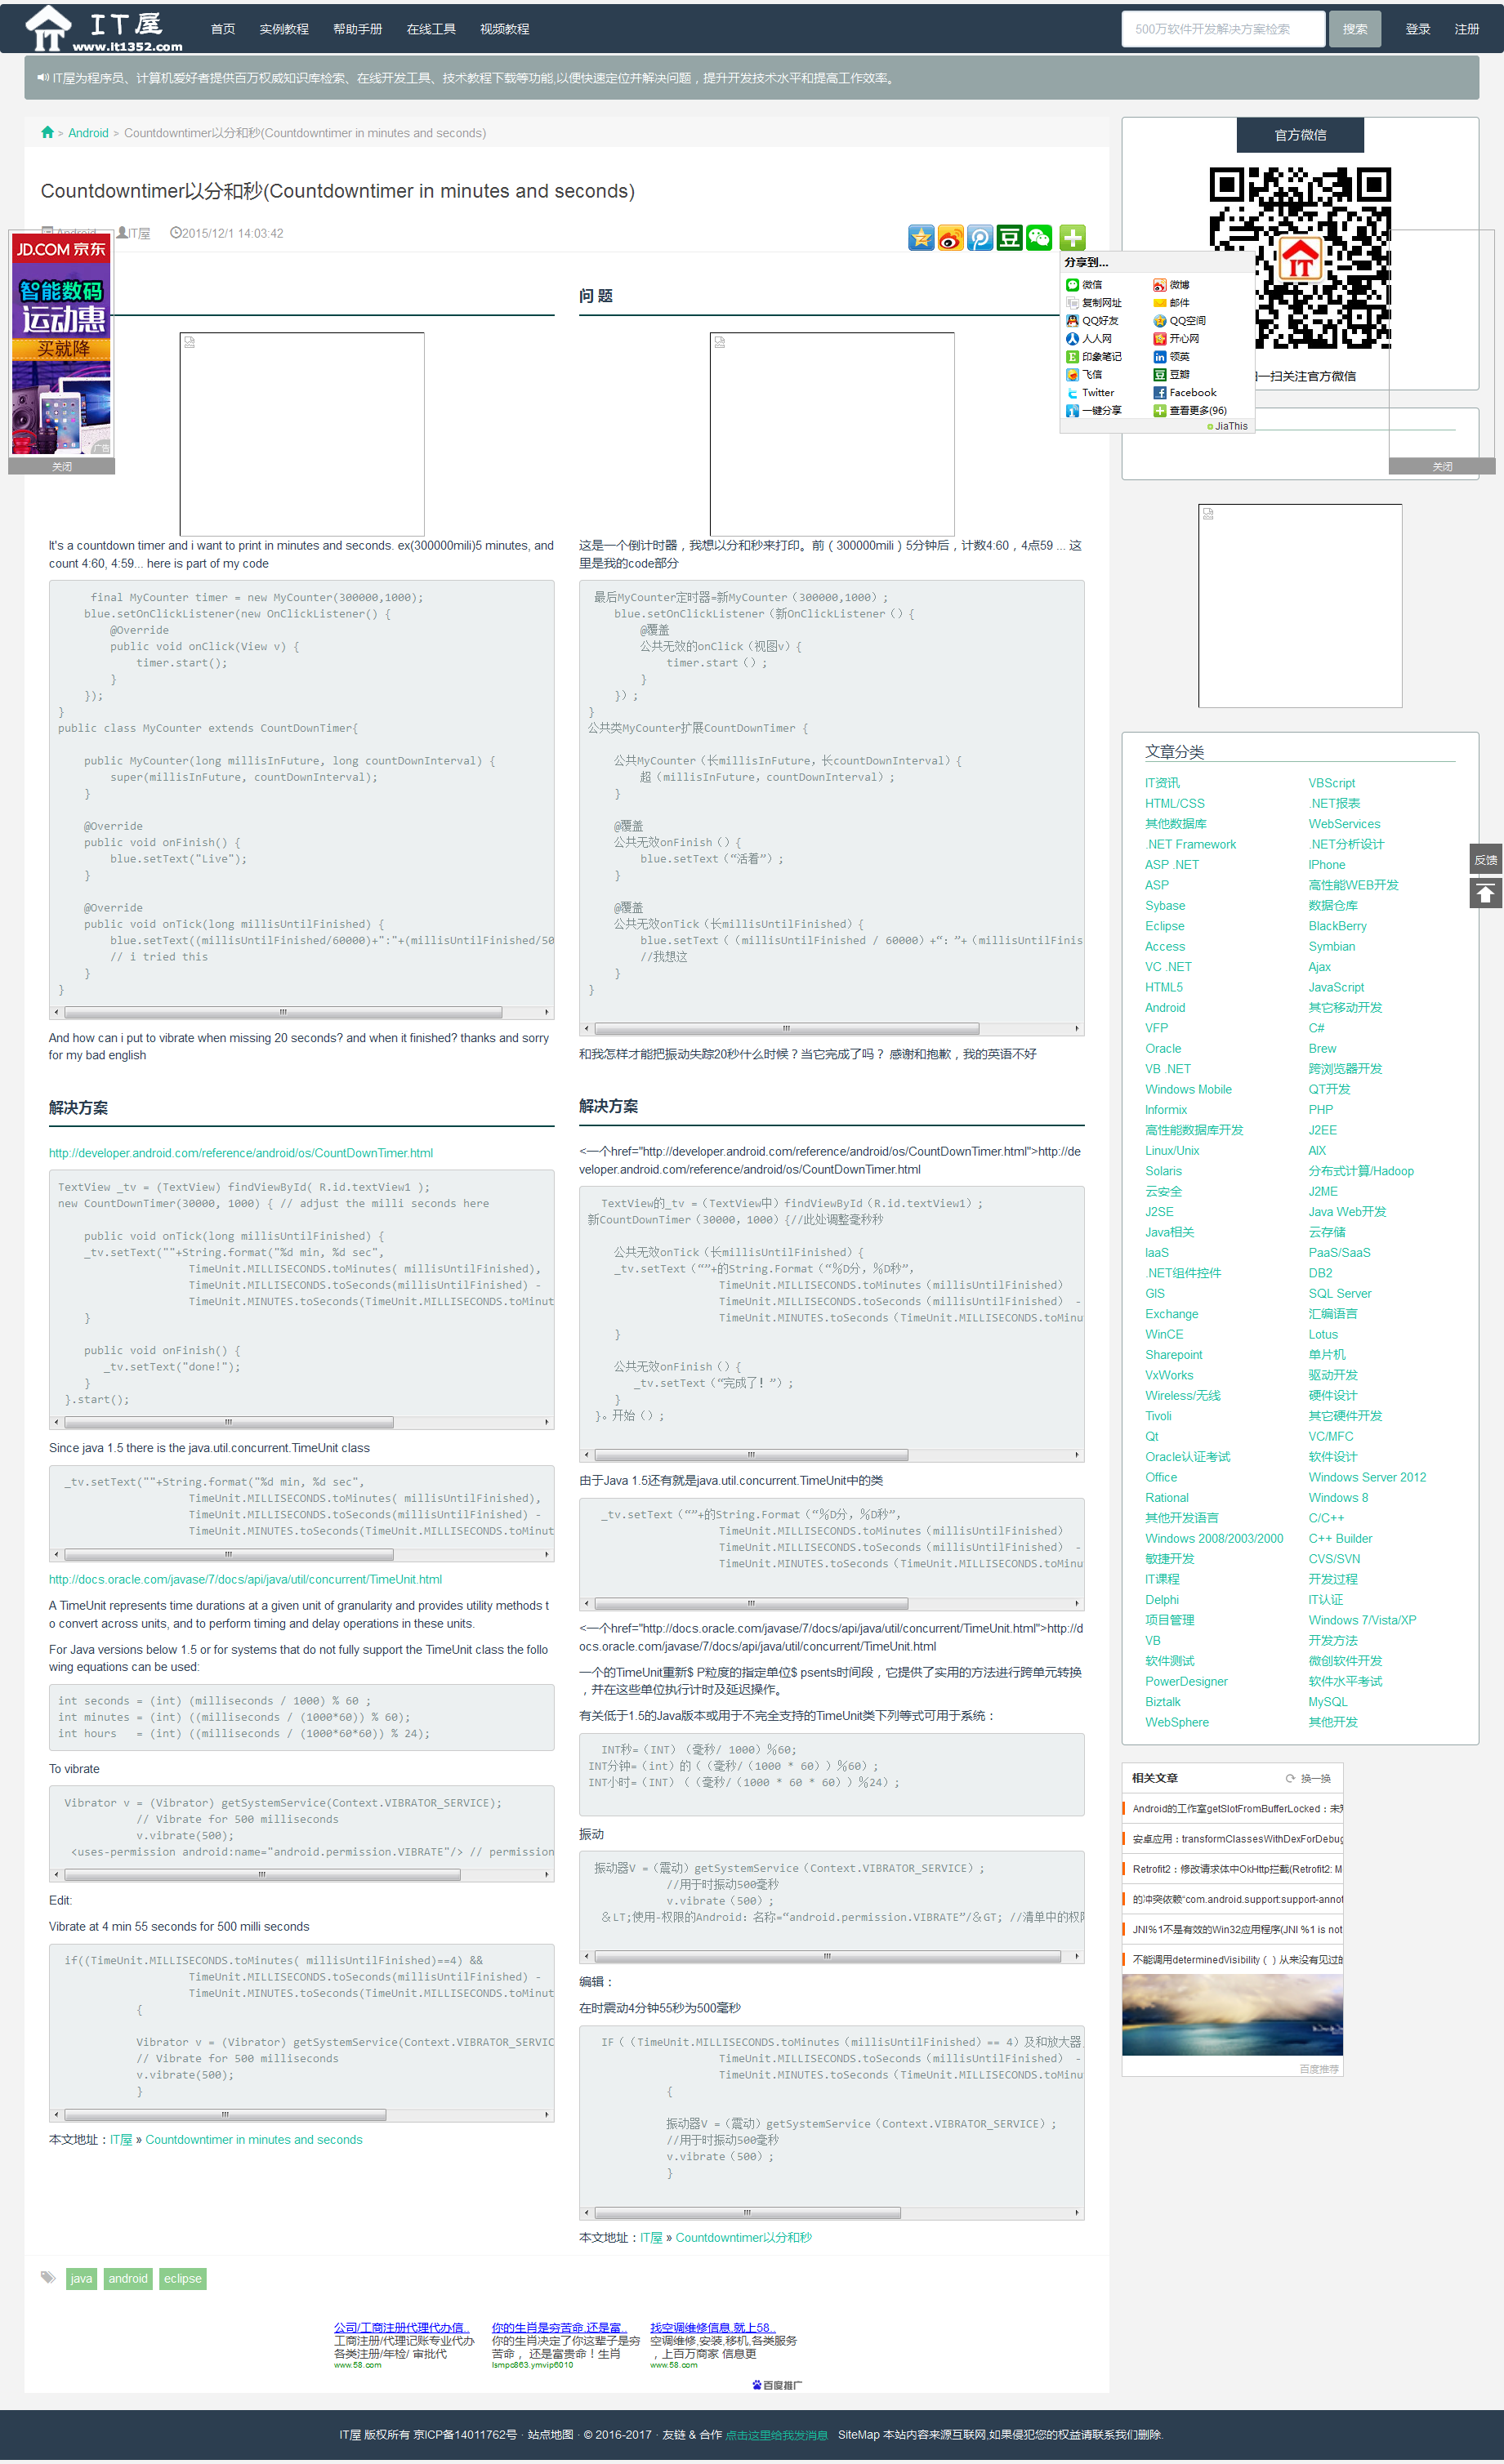 IT屋
www.it1352.com
首页 实例教程 帮助手册 在线工具 视频教程
500万软件开发解决方案检索 搜索 登录 注册
IT屋为程序员、计算机爱好者提供百万权威知识库检索、在线开发工具、技术教程下载等功能,以便快速定位并解决问题，提升开发技术水平和提高工作效率。
> Android > Countdowntimer以分和秒(Countdowntimer in minutes and seconds)
Countdowntimer以分和秒(Countdowntimer in minutes and seconds)
Android IT屋 2015/12/1 14:03:42
JD.COM 京东
智能数码
运动惠
买就降
广告
关闭
It's a countdown timer and i want to print in minutes and seconds. ex(300000mili)5 minutes, and
count 4:60, 4:59... here is part of my code
final MyCounter timer = new MyCounter(300000,1000);
blue.setOnClickListener(new OnClickListener() {
@Override
public void onClick(View v) {
timer.start();
}
});
}
public class MyCounter extends CountDownTimer{
public MyCounter(long millisInFuture, long countDownInterval) {
super(millisInFuture, countDownInterval);
}
@Override
public void onFinish() {
blue.setText("Live");
}
@Override
public void onTick(long millisUntilFinished) {
blue.setText((millisUntilFinished/60000)+":"+(millisUntilFinished/50
// i tried this
}
}
And how can i put to vibrate when missing 20 seconds? and when it finished? thanks and sorry
for my bad english
解决方案
http://developer.android.com/reference/android/os/CountDownTimer.html
TextView _tv = (TextView) findViewById( R.id.textView1 );
new CountDownTimer(30000, 1000) { // adjust the milli seconds here
public void onTick(long millisUntilFinished) {
_tv.setText(""+String.format("%d min, %d sec",
TimeUnit.MILLISECONDS.toMinutes( millisUntilFinished),
TimeUnit.MILLISECONDS.toSeconds(millisUntilFinished) -
TimeUnit.MINUTES.toSeconds(TimeUnit.MILLISECONDS.toMinut
}
public void onFinish() {
_tv.setText("done!");
}
}.start();
Since java 1.5 there is the java.util.concurrent.TimeUnit class
_tv.setText(""+String.format("%d min, %d sec",
TimeUnit.MILLISECONDS.toMinutes( millisUntilFinished),
TimeUnit.MILLISECONDS.toSeconds(millisUntilFinished) -
TimeUnit.MINUTES.toSeconds(TimeUnit.MILLISECONDS.toMinut
http://docs.oracle.com/javase/7/docs/api/java/util/concurrent/TimeUnit.html
A TimeUnit represents time durations at a given unit of granularity and provides utility methods t
o convert across units, and to perform timing and delay operations in these units.
For Java versions below 1.5 or for systems that do not fully support the TimeUnit class the follo
wing equations can be used:
int seconds = (int) (milliseconds / 1000) % 60 ;
int minutes = (int) ((milliseconds / (1000*60)) % 60);
int hours   = (int) ((milliseconds / (1000*60*60)) % 24);
To vibrate
Vibrator v = (Vibrator) getSystemService(Context.VIBRATOR_SERVICE);
// Vibrate for 500 milliseconds
v.vibrate(500);
<uses-permission android:name="android.permission.VIBRATE"/> // permission
Edit:
Vibrate at 4 min 55 seconds for 500 milli seconds
if((TimeUnit.MILLISECONDS.toMinutes( millisUntilFinished)==4) &&
TimeUnit.MILLISECONDS.toSeconds(millisUntilFinished) -
TimeUnit.MINUTES.toSeconds(TimeUnit.MILLISECONDS.toMinut
{
Vibrator v = (Vibrator) getSystemService(Context.VIBRATOR_SERVIC
// Vibrate for 500 milliseconds
v.vibrate(500);
}
本文地址：IT屋 » Countdowntimer in minutes and seconds
问 题
这是一个倒计时器，我想以分和秒来打印。前（300000mili）5分钟后，计数4:60，4点59 ... 这
里是我的code部分
最后MyCounter定时器=新MyCounter（300000,1000）;
blue.setOnClickListener（新OnClickListener（）{
@覆盖
公共无效的onClick（视图v）{
timer.start（）;
}
}）;
}
公共类MyCounter扩展CountDownTimer {
公共MyCounter（长millisInFuture，长countDownInterval）{
超（millisInFuture，countDownInterval）;
}
@覆盖
公共无效onFinish（）{
blue.setText（“活着”）;
}
@覆盖
公共无效onTick（长millisUntilFinished）{
blue.setText（（millisUntilFinished / 60000）+“：”+（millisUntilFinis
//我想这
}
}
和我怎样才能把振动失踪20秒什么时候？当它完成了吗？ 感谢和抱歉，我的英语不好
解决方案
<一个href="http://developer.android.com/reference/android/os/CountDownTimer.html">http://de
veloper.android.com/reference/android/os/CountDownTimer.html
TextView的_tv =（TextView中）findViewById（R.id.textView1）;
新CountDownTimer（30000，1000）{//此处调整毫秒秒
公共无效onTick（长millisUntilFinished）{
_tv.setText（“”+的String.Format（“％D分，％D秒”，
TimeUnit.MILLISECONDS.toMinutes（millisUntilFinished）
TimeUnit.MILLISECONDS.toSeconds（millisUntilFinished） -
TimeUnit.MINUTES.toSeconds（TimeUnit.MILLISECONDS.toMinu
}
公共无效onFinish（）{
_tv.setText（“完成了！”）;
}
}。开始（）;
由于Java 1.5还有就是java.util.concurrent.TimeUnit中的类
_tv.setText（“”+的String.Format（“％D分，％D秒”，
TimeUnit.MILLISECONDS.toMinutes（millisUntilFinished）
TimeUnit.MILLISECONDS.toSeconds（millisUntilFinished） -
TimeUnit.MINUTES.toSeconds（TimeUnit.MILLISECONDS.toMinu
<一个href="http://docs.oracle.com/javase/7/docs/api/java/util/concurrent/TimeUnit.html">http://d
ocs.oracle.com/javase/7/docs/api/java/util/concurrent/TimeUnit.html
一个的TimeUnit重新$ P粒度的指定单位$ psents时间段，它提供了实用的方法进行跨单元转换
，并在这些单位执行计时及延迟操作。
有关低于1.5的Java版本或用于不完全支持的TimeUnit类下列等式可用于系统：
INT秒=（INT）（毫秒/ 1000）％60;
INT分钟=（int）的（（毫秒/（1000 * 60））％60）;
INT小时=（INT）（（毫秒/（1000 * 60 * 60））％24）;
振动
振动器V =（震动）getSystemService（Context.VIBRATOR_SERVICE）;
//用于时振动500毫秒
v.vibrate（500）;
＆LT;使用-权限的Android：名称=“android.permission.VIBRATE”/＆GT; //清单中的权限
编辑：
在时震动4分钟55秒为500毫秒
IF（（TimeUnit.MILLISECONDS.toMinutes（millisUntilFinished）== 4）及和放大器
TimeUnit.MILLISECONDS.toSeconds（millisUntilFinished） -
TimeUnit.MINUTES.toSeconds（TimeUnit.MILLISECONDS.toMinu
{
振动器V =（震动）getSystemService（Context.VIBRATOR_SERVICE）;
//用于时振动500毫秒
v.vibrate（500）;
}
本文地址：IT屋 » Countdowntimer以分和秒
java android eclipse
公司/工商注册代理代办信..
工商注册/代理记账专业代办
各类注册/年检/ 审批代
www.58.com
你的生肖是穷苦命,还是富..
你的生肖决定了你这辈子是穷
苦命， 还是富贵命！生肖
lsmpc863.ymvip6010
找空调维修信息,就上58..
空调维修,安装,移机,各类服务
，上百万商家 信息更
www.58.com
百度推广
分享到...
微信 微博
复制网址 邮件
QQ好友 QQ空间
人人网 开心网
印象笔记 领英
飞信 豆瓣
Twitter Facebook
一键分享 查看更多(96)
JiaThis
官方微信
IT
一扫关注官方微信
关闭
文章分类
IT资讯 VBScript
HTML/CSS .NET报表
其他数据库 WebServices
.NET Framework .NET分析设计
ASP .NET IPhone
ASP 高性能WEB开发
Sybase 数据仓库
Eclipse BlackBerry
Access Symbian
VC .NET Ajax
HTML5 JavaScript
Android 其它移动开发
VFP C#
Oracle Brew
VB .NET 跨浏览器开发
Windows Mobile QT开发
Informix PHP
高性能数据库开发 J2EE
Linux/Unix AIX
Solaris 分布式计算/Hadoop
云安全 J2ME
J2SE Java Web开发
Java相关 云存储
IaaS PaaS/SaaS
.NET组件控件 DB2
GIS SQL Server
Exchange 汇编语言
WinCE Lotus
Sharepoint 单片机
VxWorks 驱动开发
Wireless/无线 硬件设计
Tivoli 其它硬件开发
Qt VC/MFC
Oracle认证考试 软件设计
Office Windows Server 2012
Rational Windows 8
其他开发语言 C/C++
Windows 2008/2003/2000 C++ Builder
敏捷开发 CVS/SVN
IT课程 开发过程
Delphi IT认证
项目管理 Windows 7/Vista/XP
VB 开发方法
软件测试 微创软件开发
PowerDesigner 软件水平考试
Biztalk MySQL
WebSphere 其他开发
反馈
相关文章 换一换
Android的工作室getSlotFromBufferLocked：未
安卓应用：transformClassesWithDexForDebug
Retrofit2：修改请求体中OkHttp拦截(Retrofit2: M
的冲突依赖“com.android.support:support-annot
JNI%1不是有效的Win32应用程序(JNI %1 is not
不能调用determinedVisibility（）从来没有见过的
百度推荐
IT屋 版权所有 京ICP备14011762号 · 站点地图 · © 2016-2017 · 友链 & 合作 点击这里给我发消息 SiteMap 本站内容来源互联网,如果侵犯您的权益请联系我们删除.